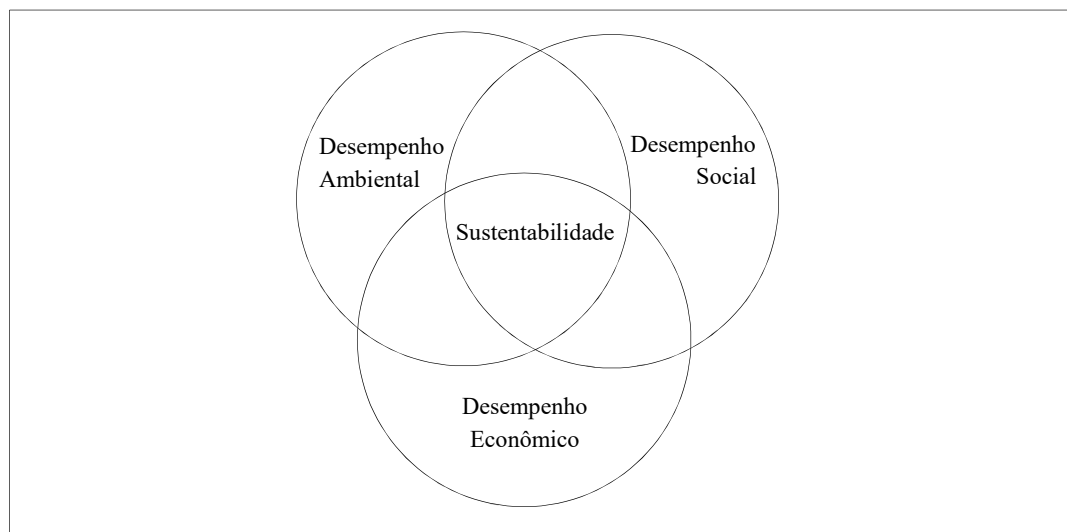 Desempenho
Ambiental
Desempenho
Social
Sustentabilidade
Desempenho
Econômico